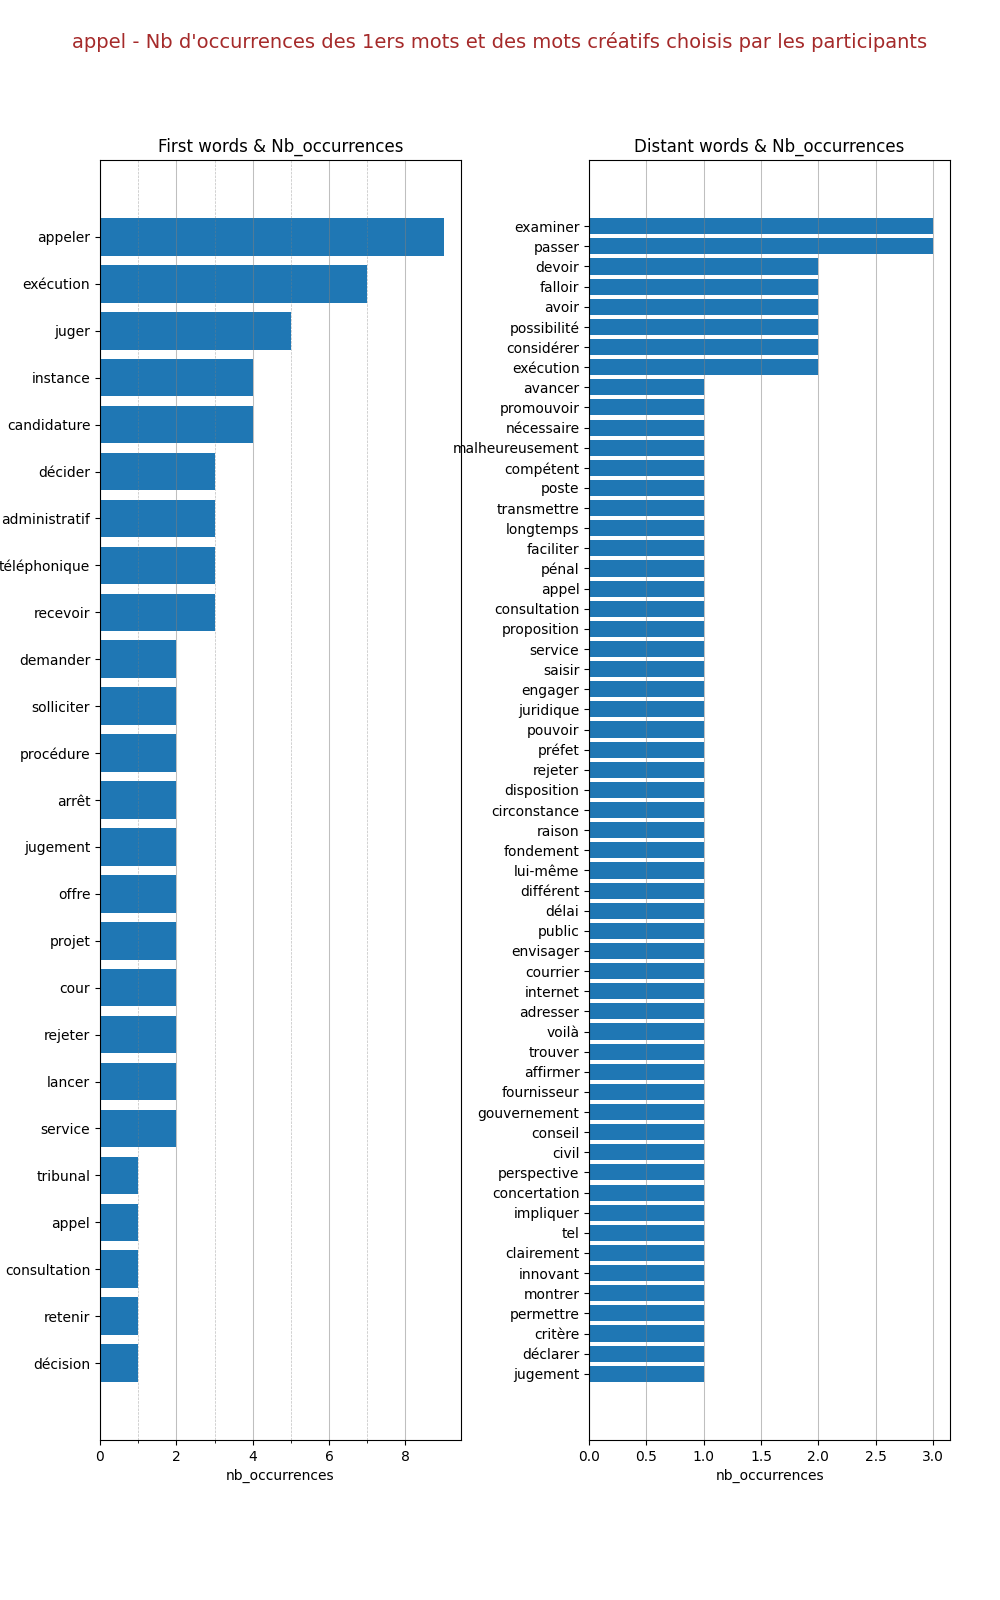 appel - Nb d'occurrences des 1ers mots et des mots créatifs choisis par les participants
First words & Nb_occurrences
appeler
exécution
juger
instance
candidature
décider
administratif
téléphonique
recevoir
demander
solliciter
procédure
arrêt
jugement
offre
projet
cour
rejeter
lancer
service
tribunal
appel
consultation
retenir
décision
0 2 4 6 8
nb_occurrences
Distant words & Nb_occurrences
examiner
passer
devoir
falloir
avoir
possibilité
considérer
exécution
avancer
promouvoir
nécessaire
malheureusement
compétent
poste
transmettre
longtemps
faciliter
pénal
appel
consultation
proposition
service
saisir
engager
juridique
pouvoir
préfet
rejeter
disposition
circonstance
raison
fondement
lui-même
différent
délai
public
envisager
courrier
internet
adresser
voilà
trouver
affirmer
fournisseur
gouvernement
conseil
civil
perspective
concertation
impliquer
tel
clairement
innovant
montrer
permettre
critère
déclarer
jugement
0.0 0.5 1.0 1.5 2.0 2.5 3.0
nb_occurrences